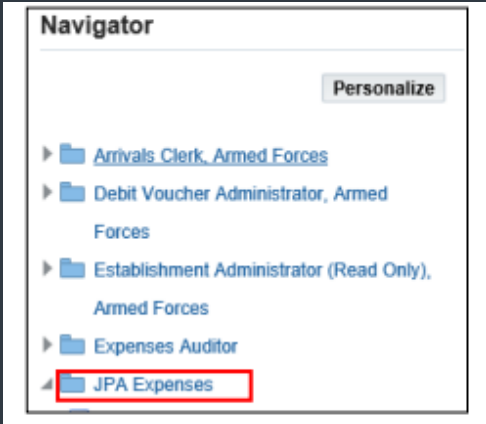 Navigator
Personalize
Arrivals Clerk, Armed Forces
Debit Voucher Administrator, Armed
Forces
Establishment Administrator (Read Only),
Armed Forces
Expenses Auditor
JPA Expenses